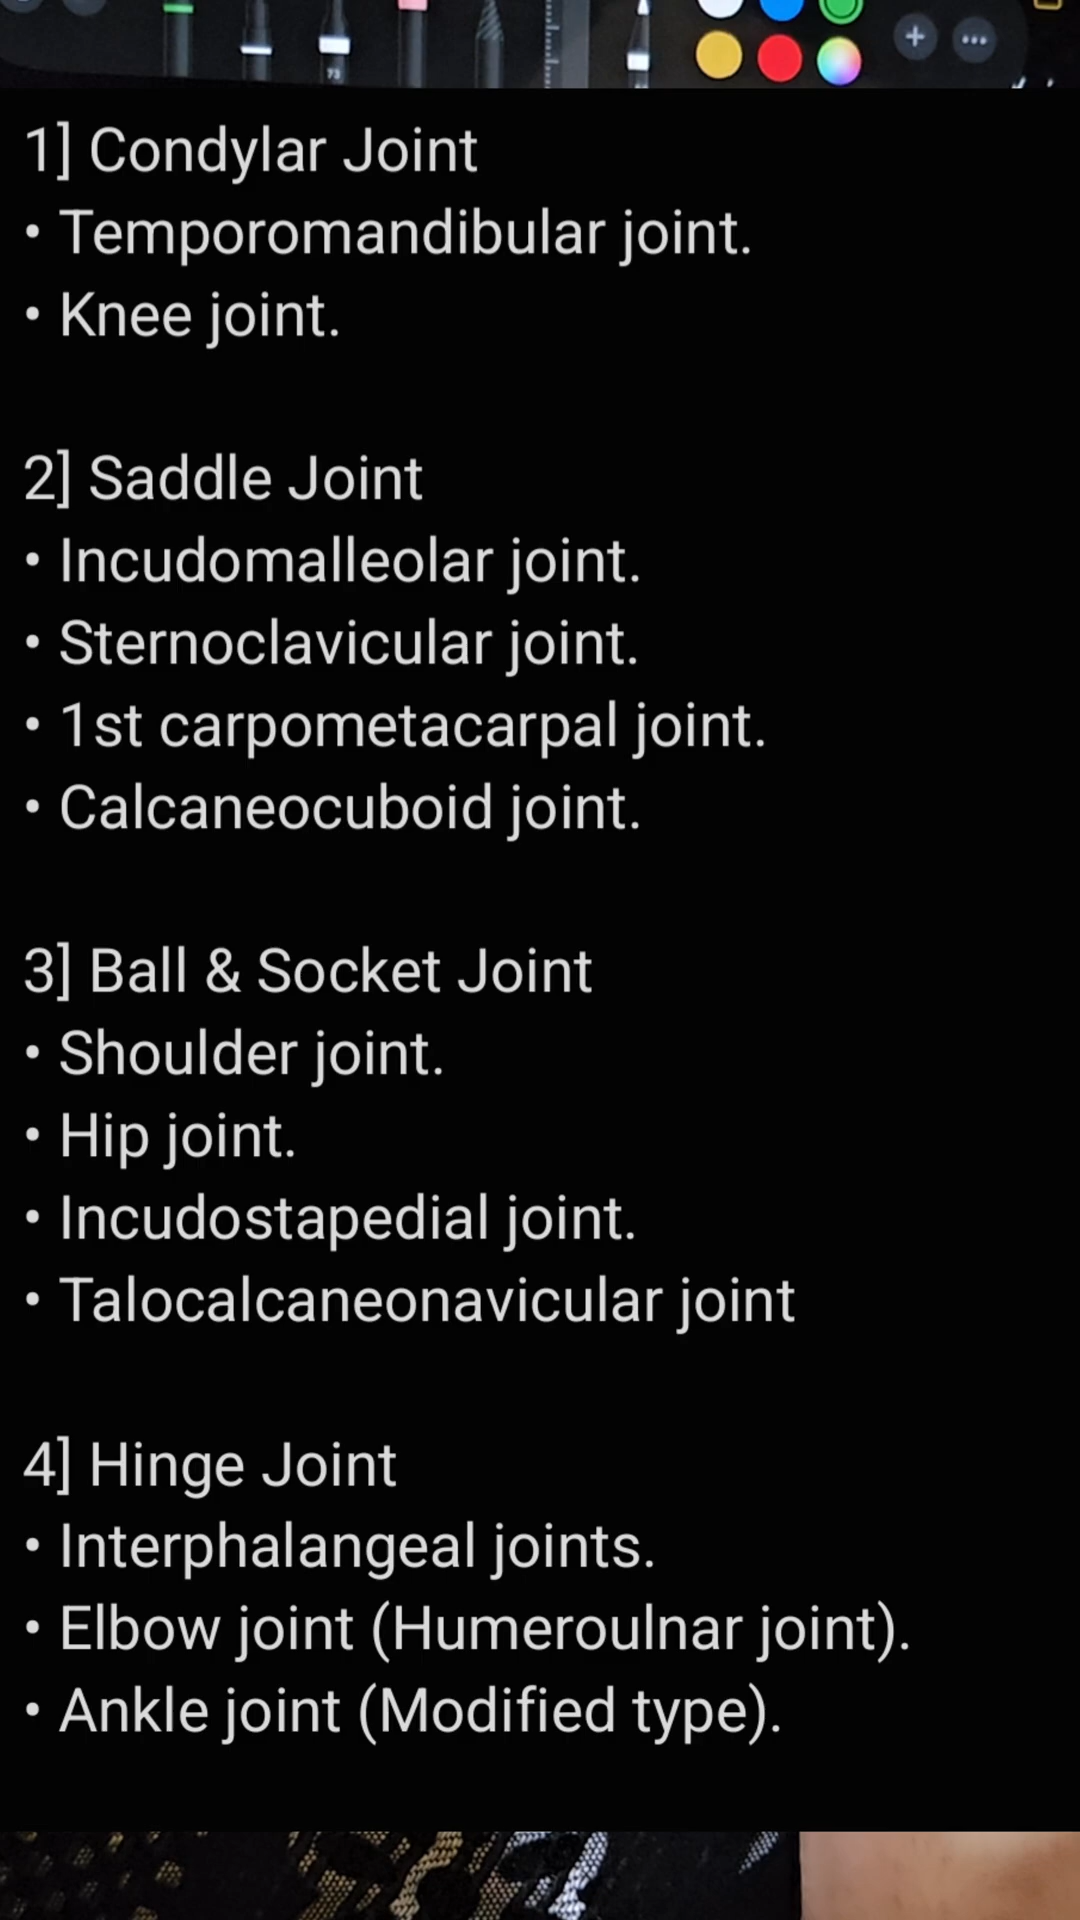 73
1] Condylar Joint
• Temporomandibular joint.
• Knee joint.
2] Saddle Joint
• Incudomalleolar joint.
• Sternoclavicular joint.
• 1st carpometacarpal joint.
• Calcaneocuboid joint.
3] Ball & Socket Joint
• Shoulder joint.
• Hip joint.
• Incudostapedial joint.
• Talocalcaneonavicular joint
4] Hinge Joint
• Interphalangeal joints.
• Elbow joint (Humeroulnar joint).
• Ankle joint (Modified type).